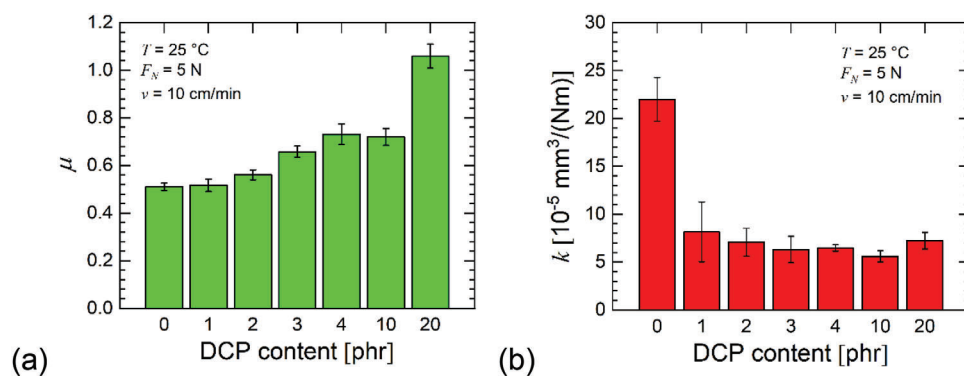 1.2
1.0
0.8
0.6
0.4
0.2
0.0
μ
T = 25 °C
F_N = 5 N
v = 10 cm/min
0 1 2 3 4 10 20
DCP content [phr]
(a)
30
25
20
15
10
5
0
k [10⁻⁵ mm³/(Nm)]
T = 25 °C
F_N = 5 N
v = 10 cm/min
0 1 2 3 4 10 20
DCP content [phr]
(b)